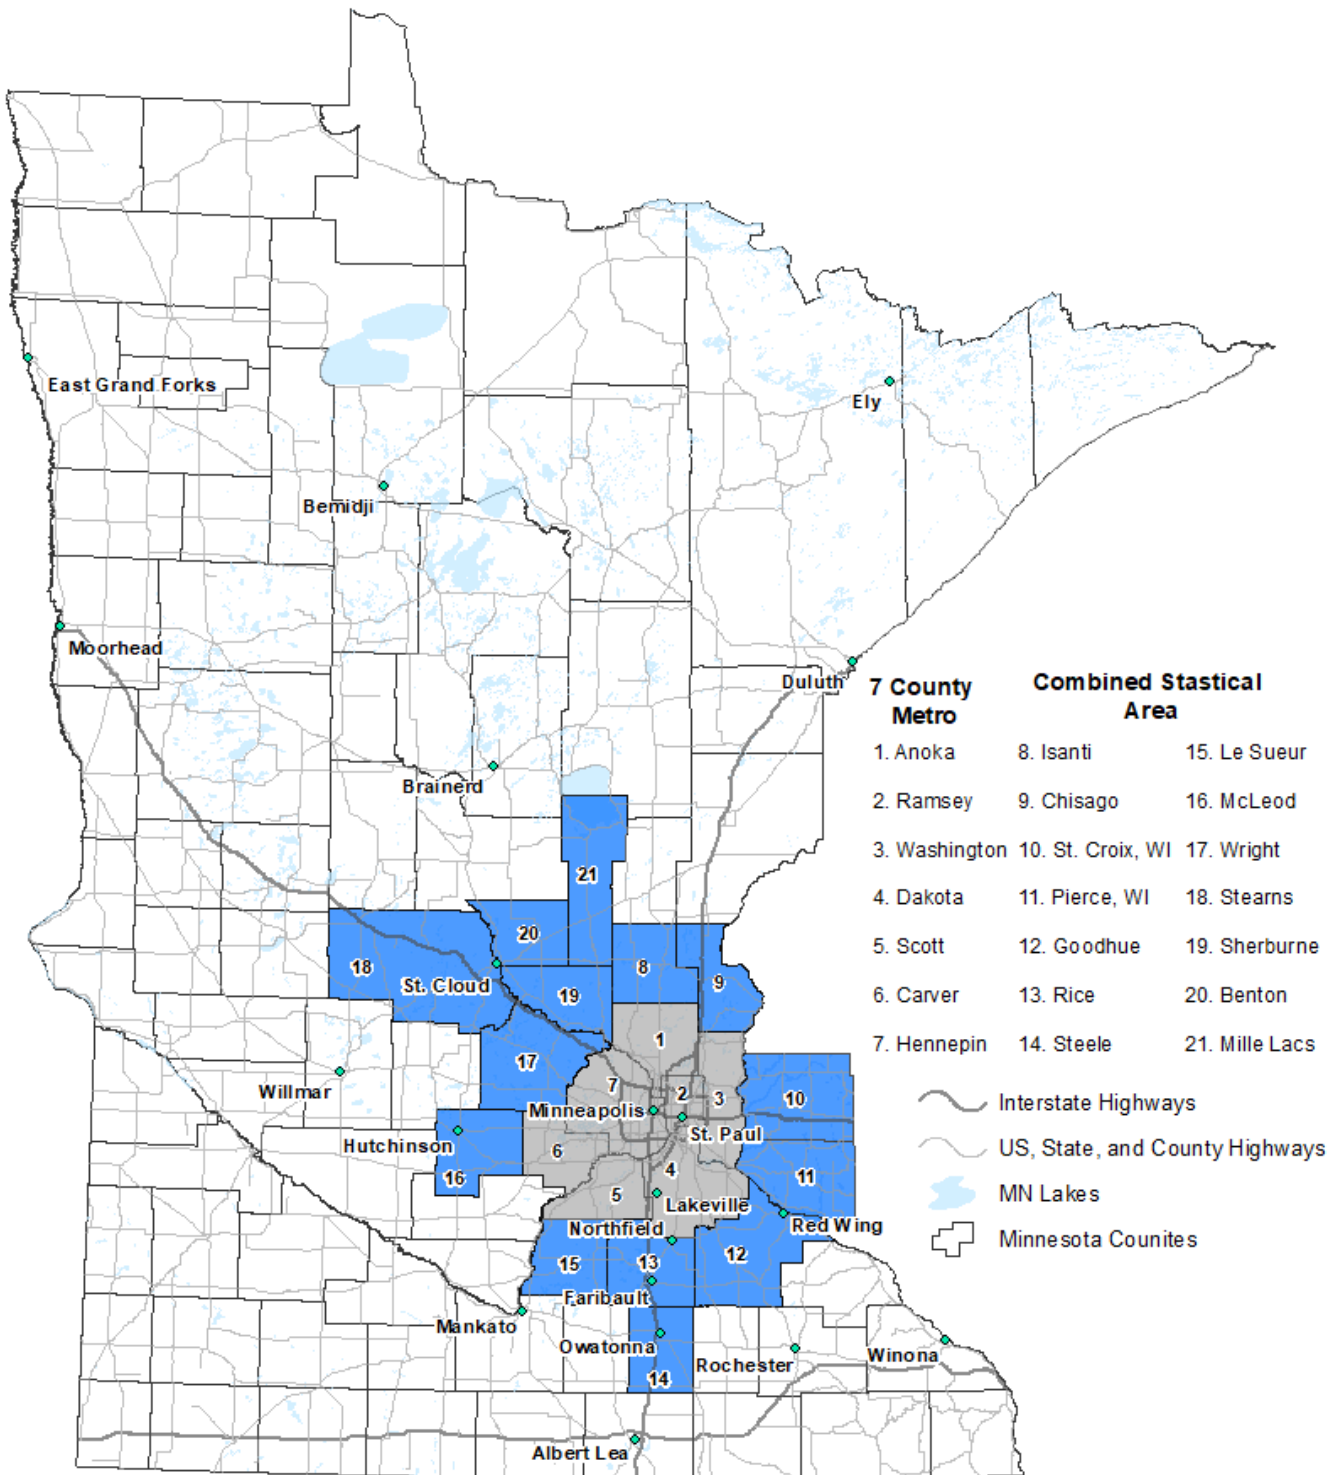 East Grand Forks
Ely
Bemidji
Moorhead
Duluth
Brainerd
7 County
Metro
1. Anoka
2. Ramsey
3. Washington
4. Dakota
5. Scott
6. Carver
7. Hennepin
Combined Stastical
Area
8. Isanti
9. Chisago
10. St. Croix, WI
11. Pierce, WI
12. Goodhue
13. Rice
14. Steele
15. Le Sueur
16. McLeod
17. Wright
18. Stearns
19. Sherburne
20. Benton
21. Mille Lacs
Interstate Highways
US, State, and County Highways
MN Lakes
Minnesota Counites
21
20
18
St. Cloud
19
8
9
1
17
7
2
3
10
Willmar
Minneapolis
St. Paul
Hutchinson
6
16
4
11
5
Lakeville
Northfield
Red Wing
12
15
13
Faribault
Mankato
Owatonna
Rochester
Winona
14
Albert Lea